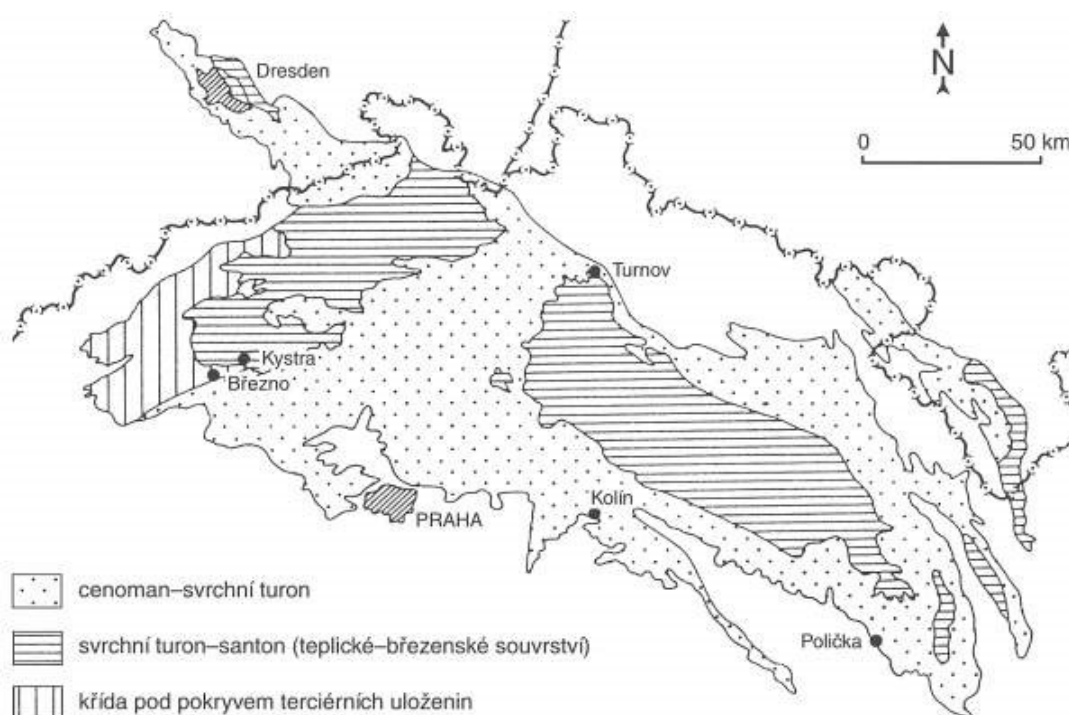 Dresden
N
0 50 km
Turnov
Kystra
Březno
Kolín
PRAHA
Polička
cenoman–svrchní turon
svrchní turon–santon (teplické–březenské souvrství)
křída pod pokryvem terciérních uloženin